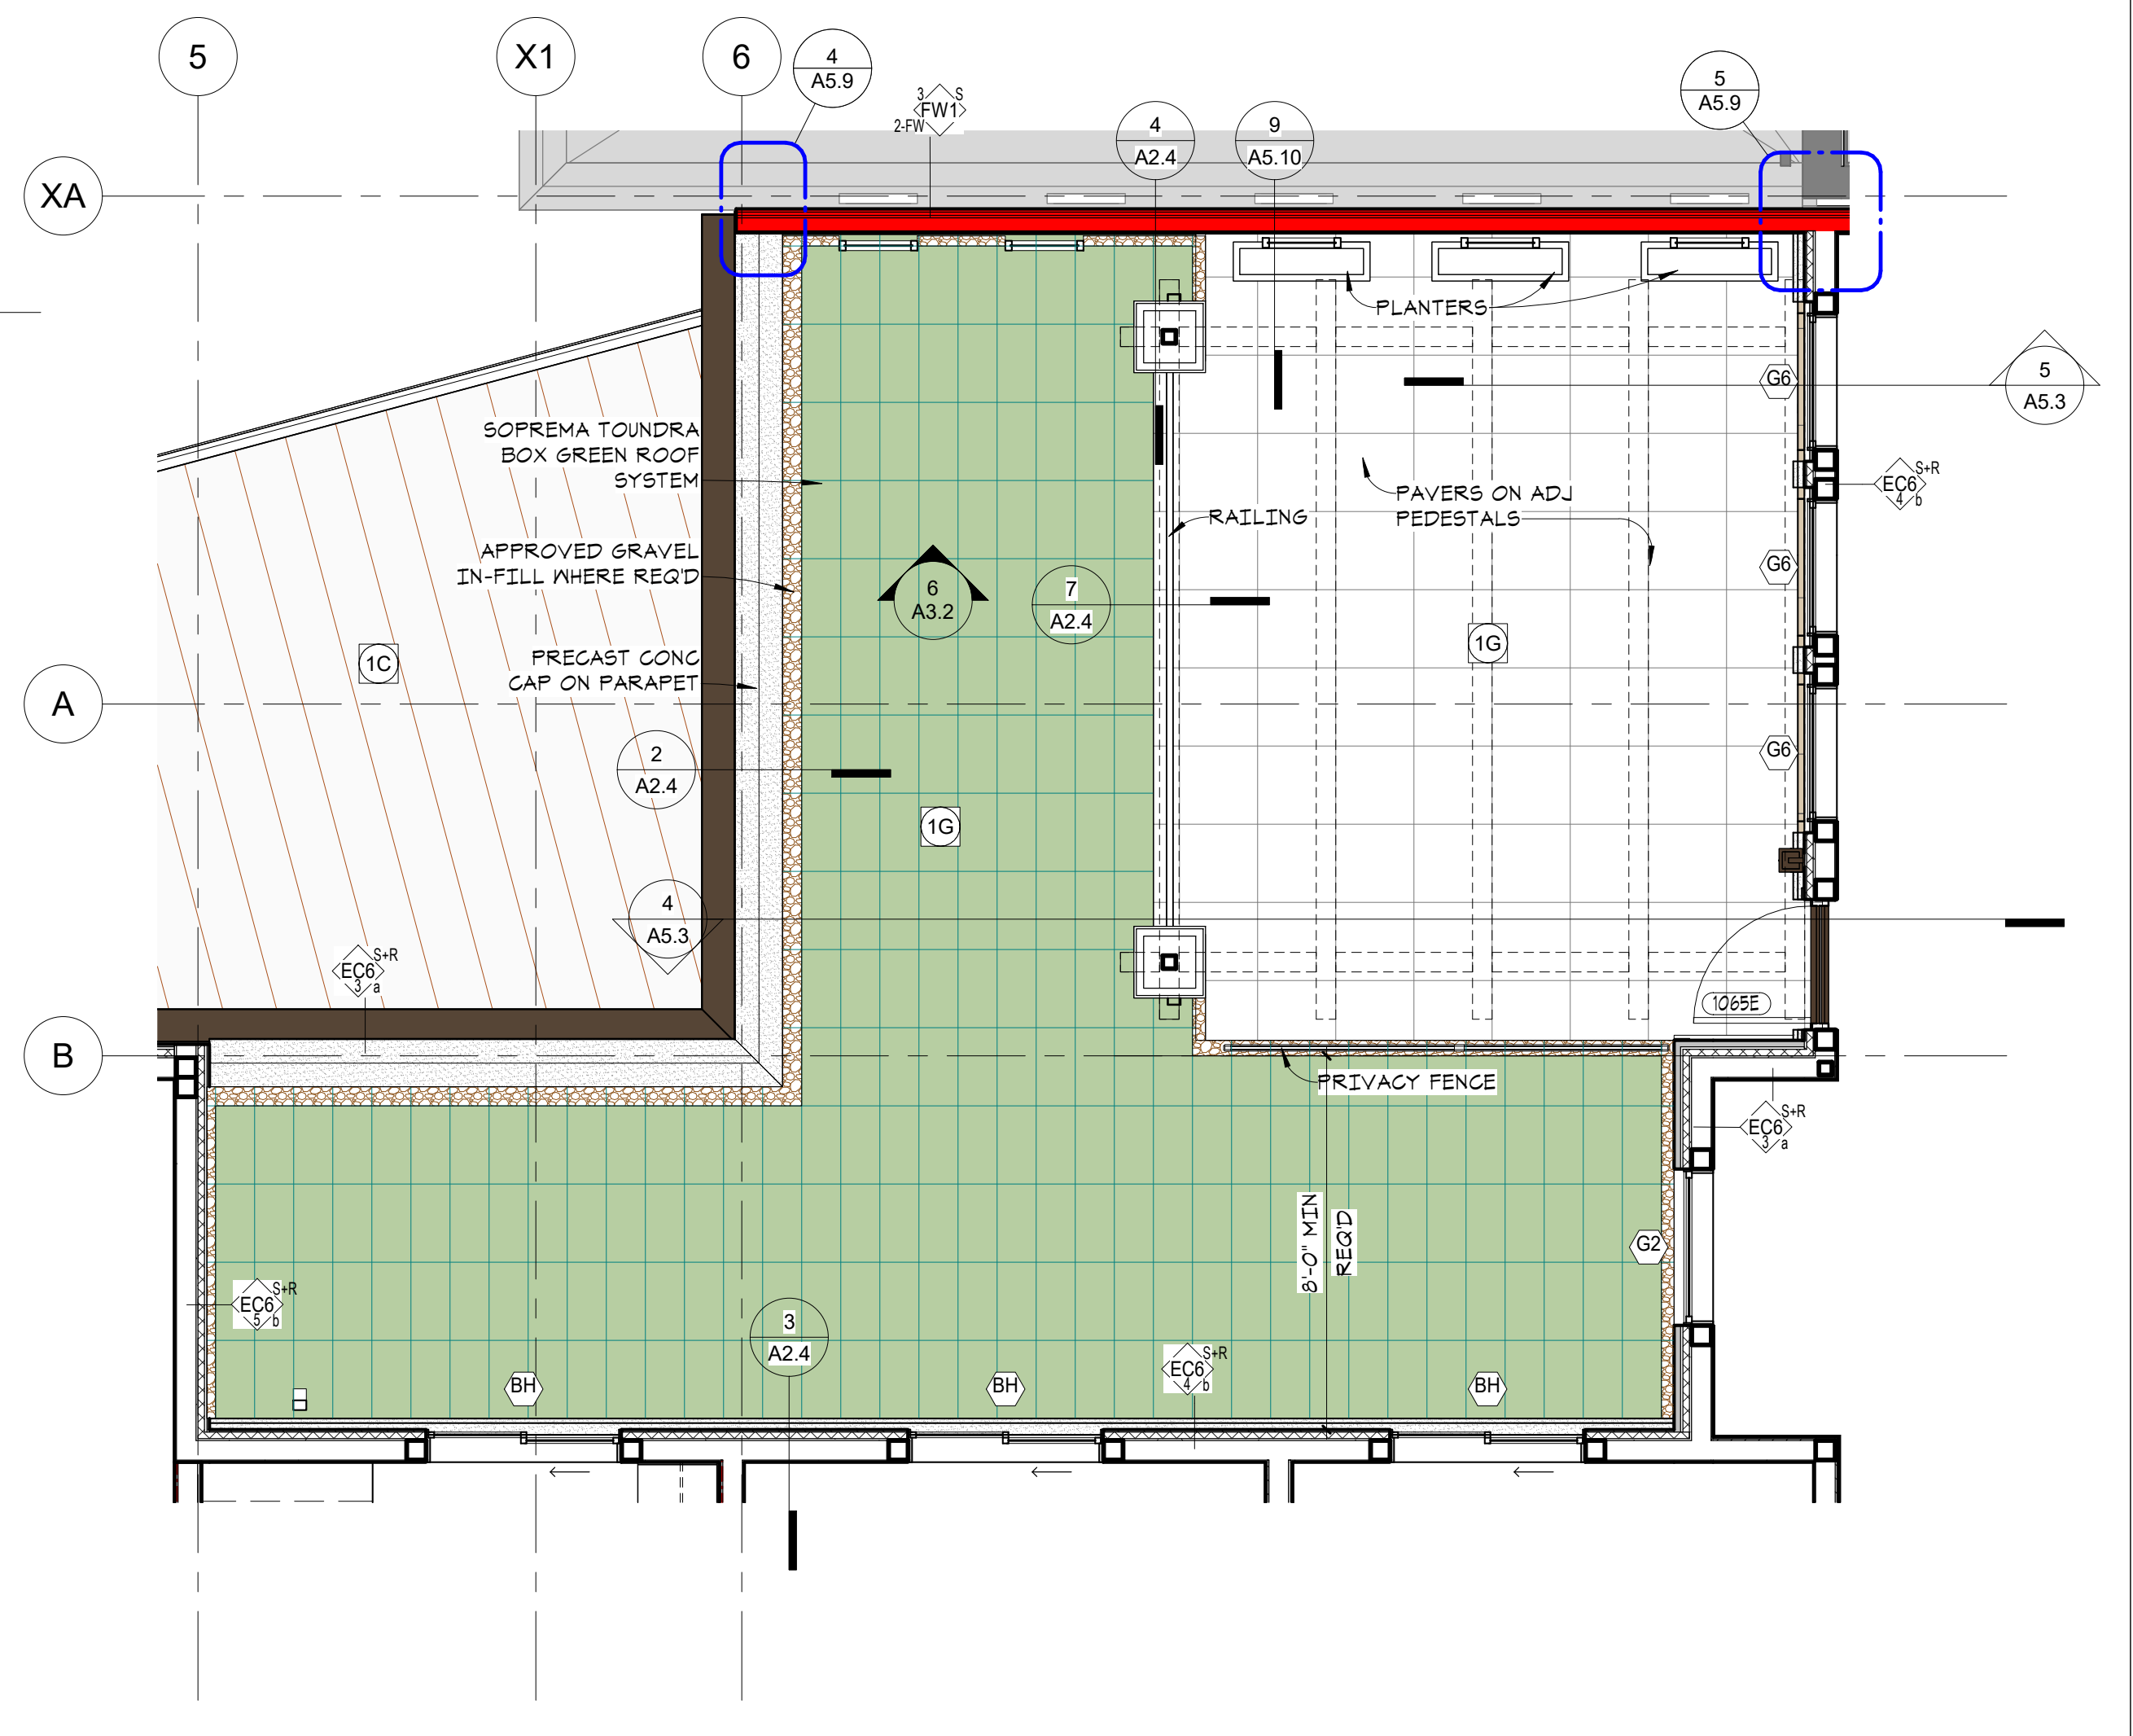 5
X1
6
4
A5.9
3
S
FW1
2-FW
4
A2.4
9
A5.10
5
A5.9
XA
PLANTERS
G6
5
A5.3
SOPREMA TOUNDRA
BOX GREEN ROOF
SYSTEM
PAVERS ON ADJ
PEDESTALS
RAILING
S+R
EC6
4
b
APPROVED GRAVEL
IN-FILL WHERE REQ'D
G6
6
A3.2
7
A2.4
1G
1C
PRECAST CONC
CAP ON PARAPET
A
2
A2.4
G6
1G
4
A5.3
S+R
EC6
3
a
1065E
B
PRIVACY FENCE
S+R
EC6
3
a
8'-0" MIN
REQ'D
G2
S+R
EC6
5
b
3
A2.4
S+R
EC6
4
b
BH
BH
BH